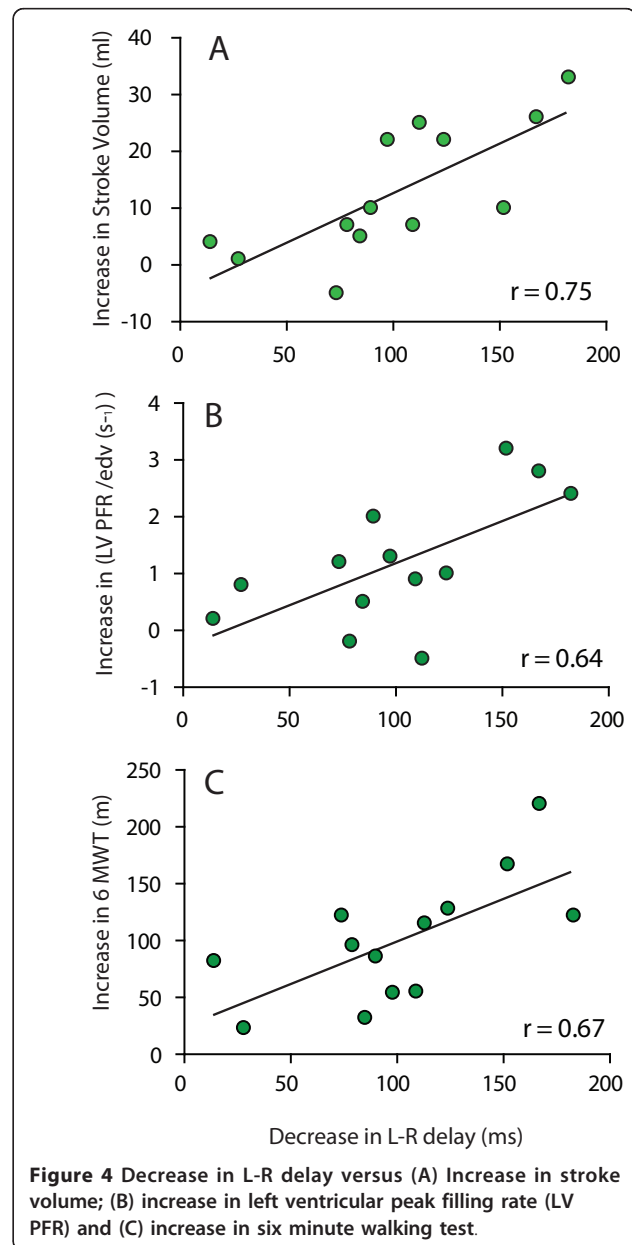 A
Increase in Stroke Volume (ml)
40
30
20
10
0
-10
r = 0.75
0 50 100 150 200
B
Increase in (LV PFR /edv (s-1) )
4
3
2
1
0
-1
r = 0.64
0 50 100 150 200
C
Increase in 6 MWT (m)
250
200
150
100
50
0
r = 0.67
0 50 100 150 200
Decrease in L-R delay (ms)
Figure 4 Decrease in L-R delay versus (A) Increase in stroke
volume; (B) increase in left ventricular peak filling rate (LV
PFR) and (C) increase in six minute walking test.